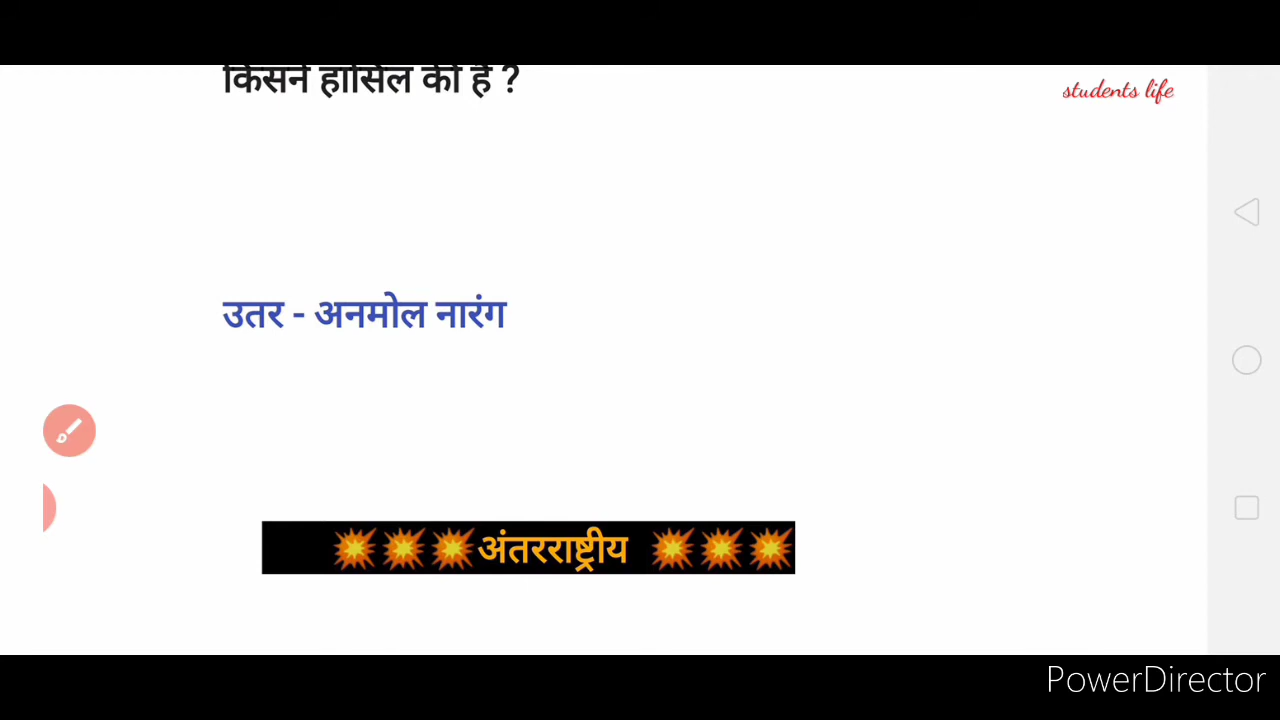 किसने हासिल की है ?
students life
उतर - अनमोल नारंग
अंतरराष्ट्रीय
PowerDirector